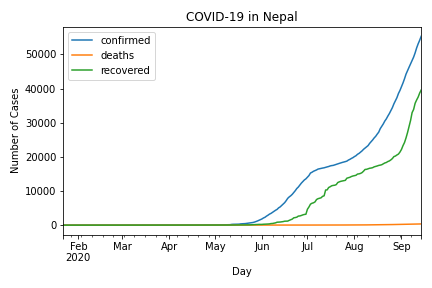 COVID-19 in Nepal
confirmed
deaths
recovered
50000
40000
30000
20000
10000
0
Number of Cases
Feb Mar Apr May Jun Jul Aug Sep
2020
Day